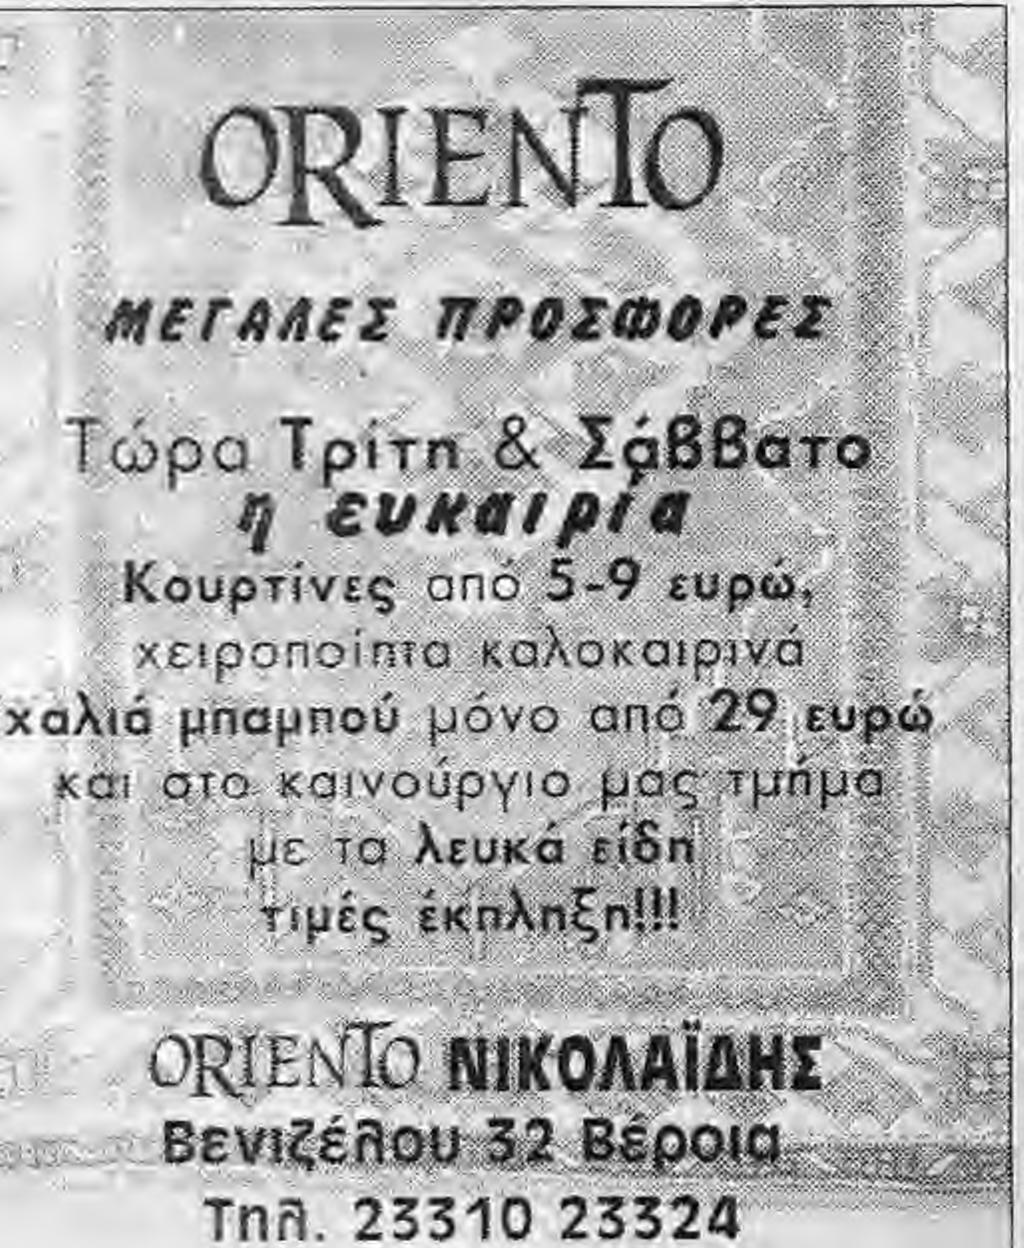 ORIENTO
ΜΕΓΑΛΕΣ ΠΡΟΣΦΟΡΕΣ
Τώρα Τρίτη & Σάββατο
η ευκαιρία
Κουρτίνες από 5-9 ευρώ,
χειροποίητα καλοκαιρινά
χαλιά μπαμπού μόνο από 29 ευρώ
και στο καινούργιο μας τμήμα
με τα λευκά είδη
τιμές έκπληξη!!!
ORIENTO ΝΙΚΟΛΑΪΔΗΣ
Βενιζέλου 32 Βέροια
Τηλ. 23310 23324